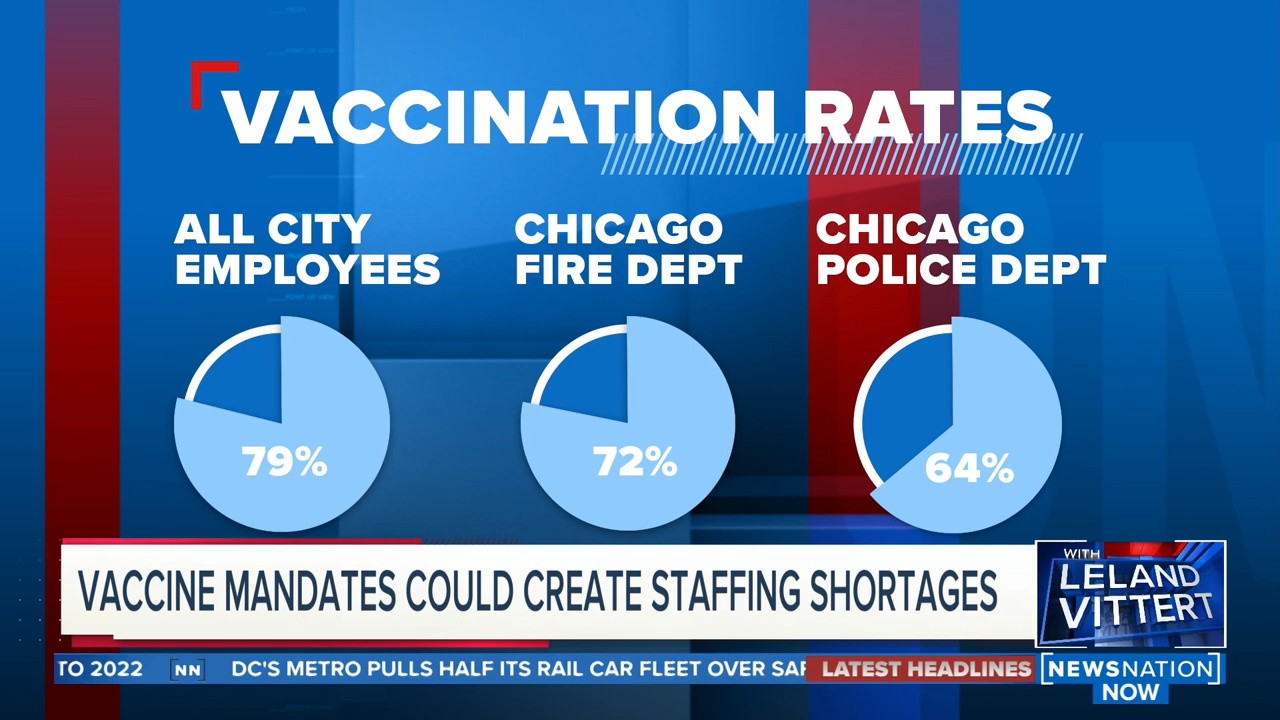 VACCINATION RATES
ALL CITY
EMPLOYEES
CHICAGO
FIRE DEPT
CHICAGO
POLICE DEPT
79%
72%
64%
VACCINE MANDATES COULD CREATE STAFFING SHORTAGES
WITH
LELAND
VITTERT
TO 2022 NN DC'S METRO PULLS HALF ITS RAIL CAR FLEET OVER LATEST HEADLINES NEWSNATION
NOW